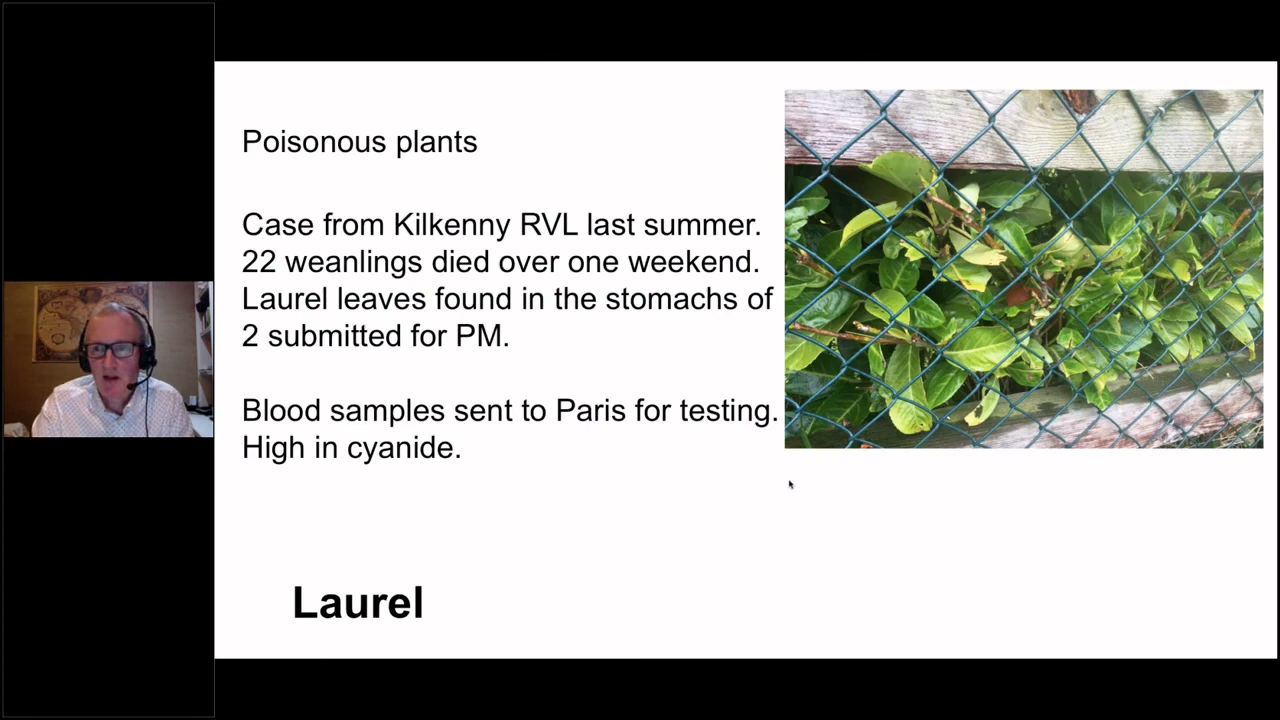 Poisonous plants
Case from Kilkenny RVL last summer.
22 weanlings died over one weekend.
Laurel leaves found in the stomachs of
2 submitted for PM.
Blood samples sent to Paris for testing.
High in cyanide.
Laurel